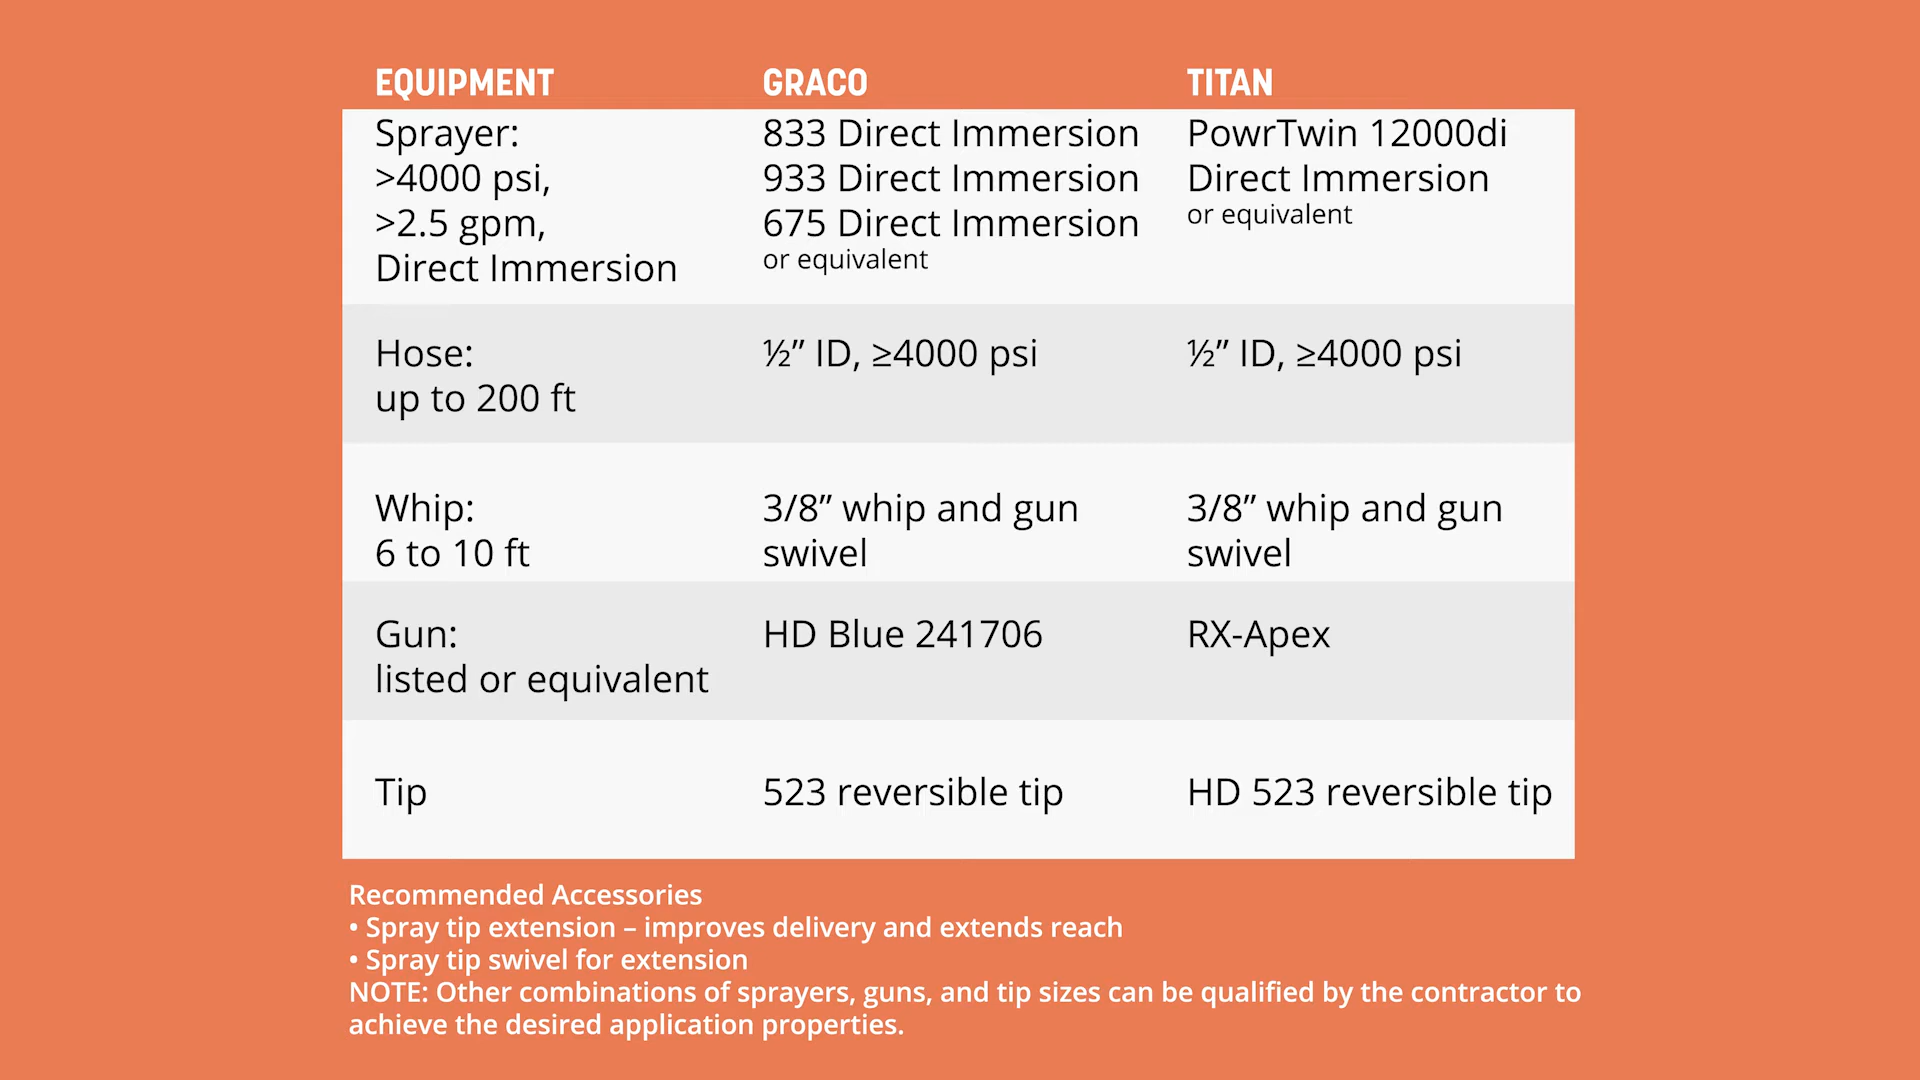 EQUIPMENT GRACO TITAN
Sprayer: 833 Direct Immersion PowrTwin 12000di
>4000 psi, 933 Direct Immersion Direct Immersion
>2.5 gpm, 675 Direct Immersion or equivalent
Direct Immersion or equivalent
Hose: ½” ID, ≥4000 psi ½” ID, ≥4000 psi
up to 200 ft
Whip: 3/8” whip and gun 3/8” whip and gun
6 to 10 ft swivel swivel
Gun: HD Blue 241706 RX-Apex
listed or equivalent
Tip 523 reversible tip HD 523 reversible tip
Recommended Accessories
• Spray tip extension – improves delivery and extends reach
• Spray tip swivel for extension
NOTE: Other combinations of sprayers, guns, and tip sizes can be qualified by the contractor to
achieve the desired application properties.